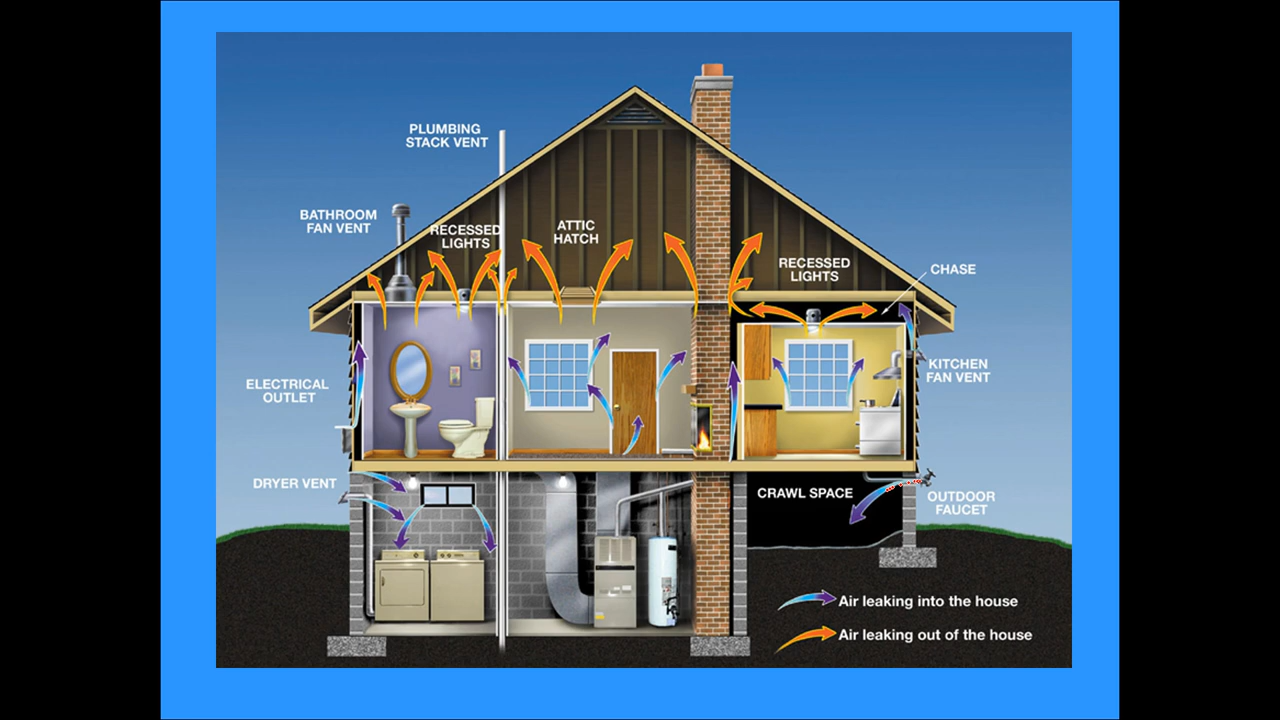 PLUMBING
STACK VENT
BATHROOM
FAN VENT
RECESSED
LIGHTS
ATTIC
HATCH
RECESSED
LIGHTS
CHASE
ELECTRICAL
OUTLET
KITCHEN
FAN VENT
DRYER VENT
CRAWL SPACE
OUTDOOR
FAUCET
Air leaking into the house
Air leaking out of the house